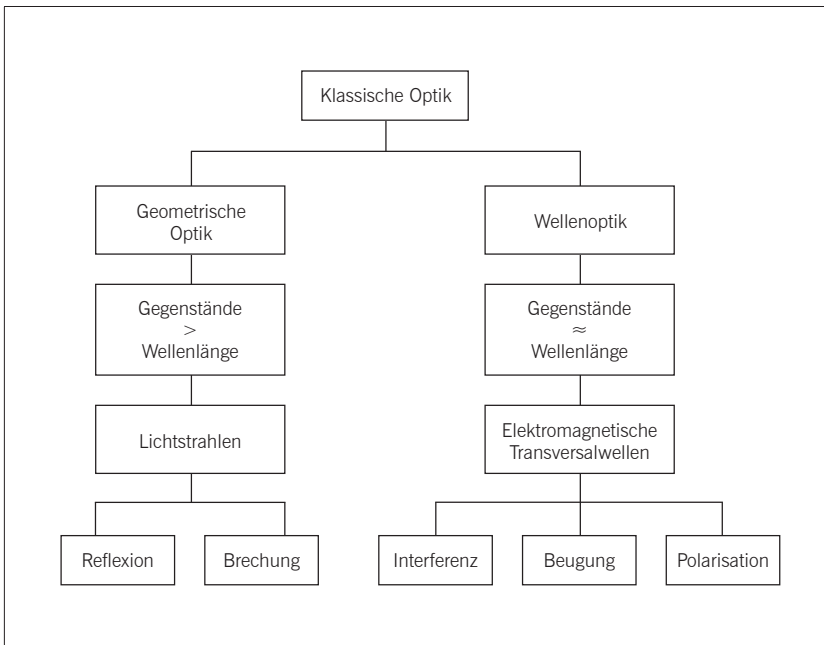 Klassische Optik
Geometrische
Optik
Wellenoptik
Gegenstände
>
Wellenlänge
Gegenstände
≈
Wellenlänge
Lichtstrahlen
Elektromagnetische
Transversalwellen
Reflexion
Brechung
Interferenz
Beugung
Polarisation